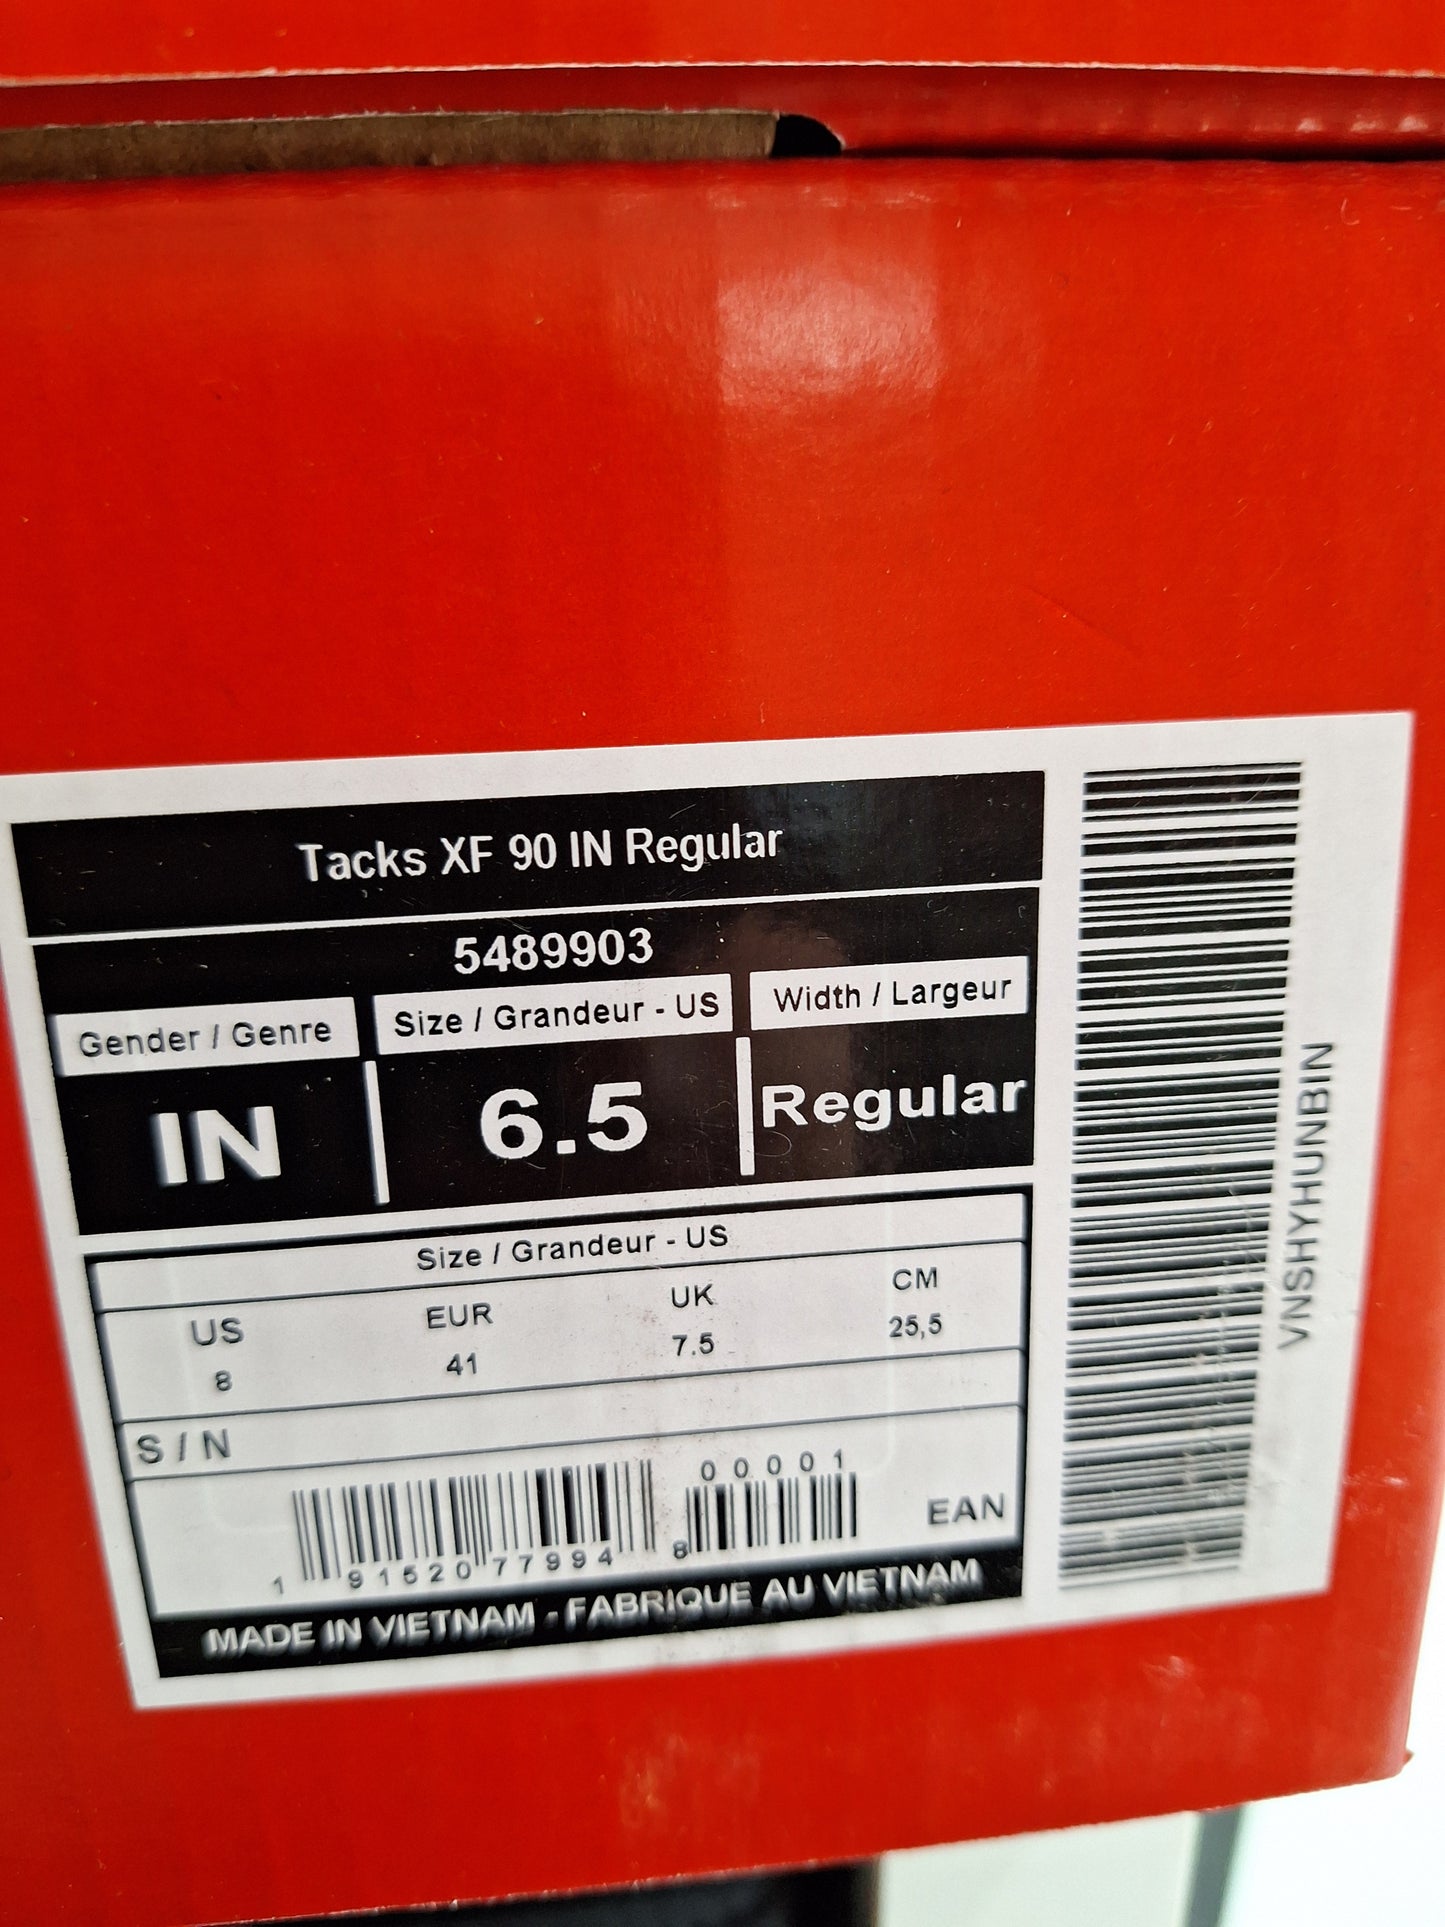 Tacks XF 90 IN Regular
5489903
Gender / Genre
Size / Grandeur - US
Width / Largeur
IN
6.5
Regular
Size / Grandeur - US
US
EUR
UK
CM
8
41
7.5
25,5
S / N
00001
1 91520 77994 8
EAN
MADE IN VIETNAM - FABRIQUE AU VIETNAM
VNSHYHUNBIN